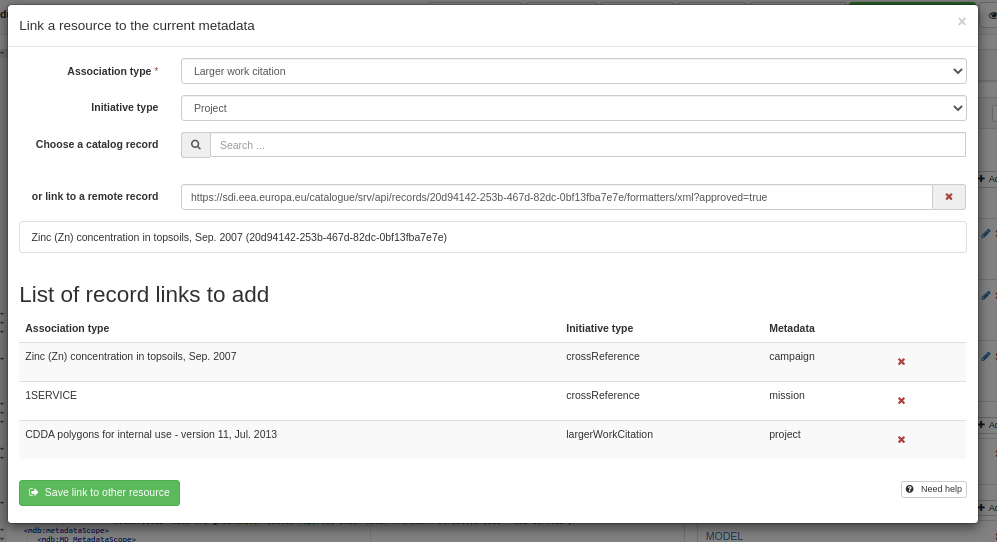 Link a resource to the current metadata
×
Association type *
Larger work citation
Initiative type
Project
Choose a catalog record
Search ...
or link to a remote record
https://sdi.eea.europa.eu/catalogue/srv/api/records/20d94142-253b-467d-82dc-0bf13fba7e7e/formatters/xml?approved=true
Zinc (Zn) concentration in topsoils, Sep. 2007 (20d94142-253b-467d-82dc-0bf13fba7e7e)
List of record links to add
Association type Initiative type Metadata
Zinc (Zn) concentration in topsoils, Sep. 2007 crossReference campaign
1SERVICE crossReference mission
CDDA polygons for internal use - version 11, Jul. 2013 largerWorkCitation project
Save link to other resource
Need help
<mdb:metadataScope>
<mdb:MD_MetadataScope>
MODEL